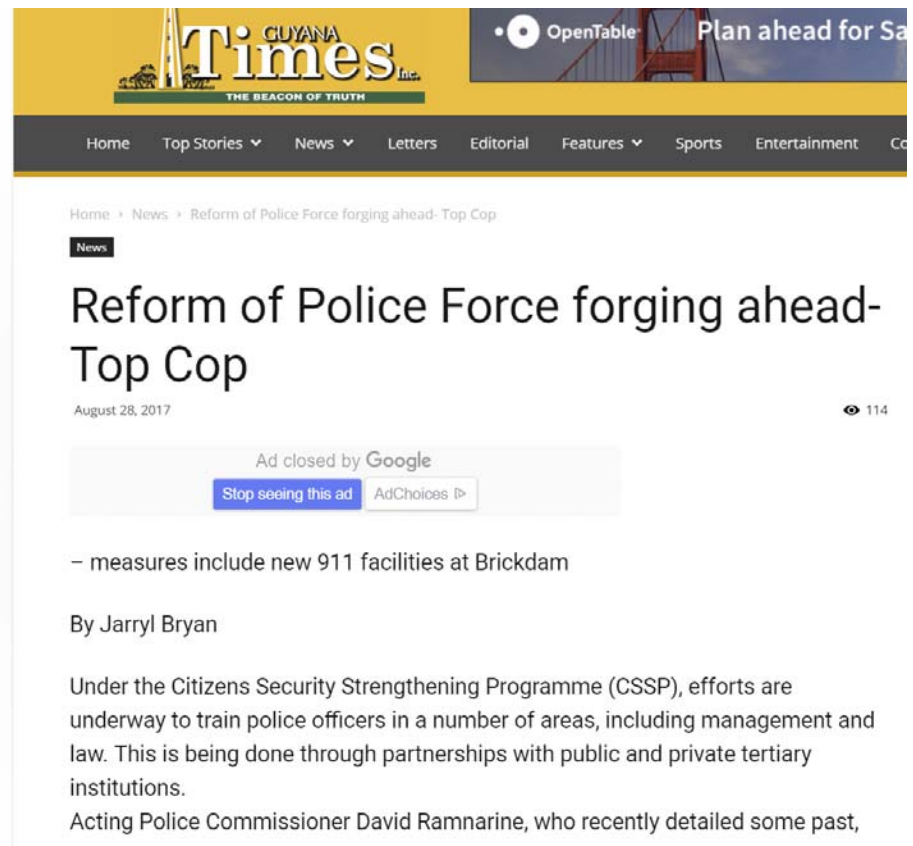 GUYANA
Times Inc.
THE BEACON OF TRUTH
OpenTable
Plan ahead for Sa
Home Top Stories News Letters Editorial Features Sports Entertainment Co
Home › News › Reform of Police Force forging ahead- Top Cop
News
Reform of Police Force forging ahead-
Top Cop
August 28, 2017 114
Ad closed by Google
Stop seeing this ad AdChoices
– measures include new 911 facilities at Brickdam
By Jarryl Bryan
Under the Citizens Security Strengthening Programme (CSSP), efforts are
underway to train police officers in a number of areas, including management and
law. This is being done through partnerships with public and private tertiary
institutions.
Acting Police Commissioner David Ramnarine, who recently detailed some past,